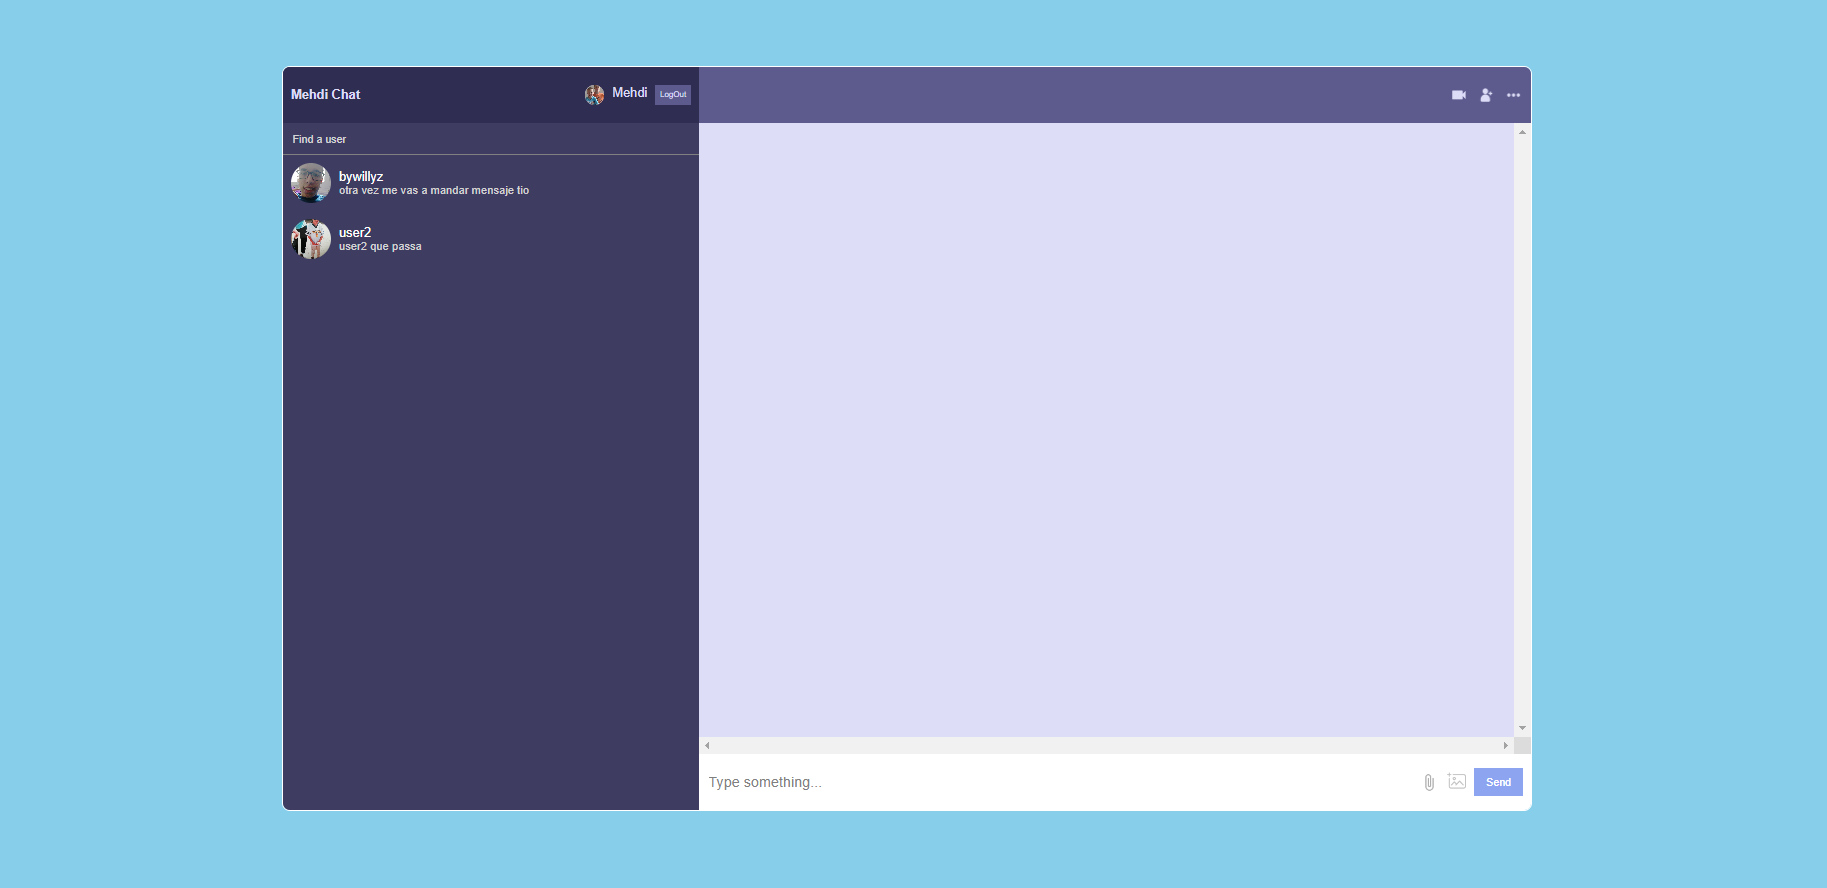 Mehdi Chat
Mehdi
LogOut
Find a user
bywillyz
otra vez me vas a mandar mensaje tio
user2
user2 que passa
Type something...
Send